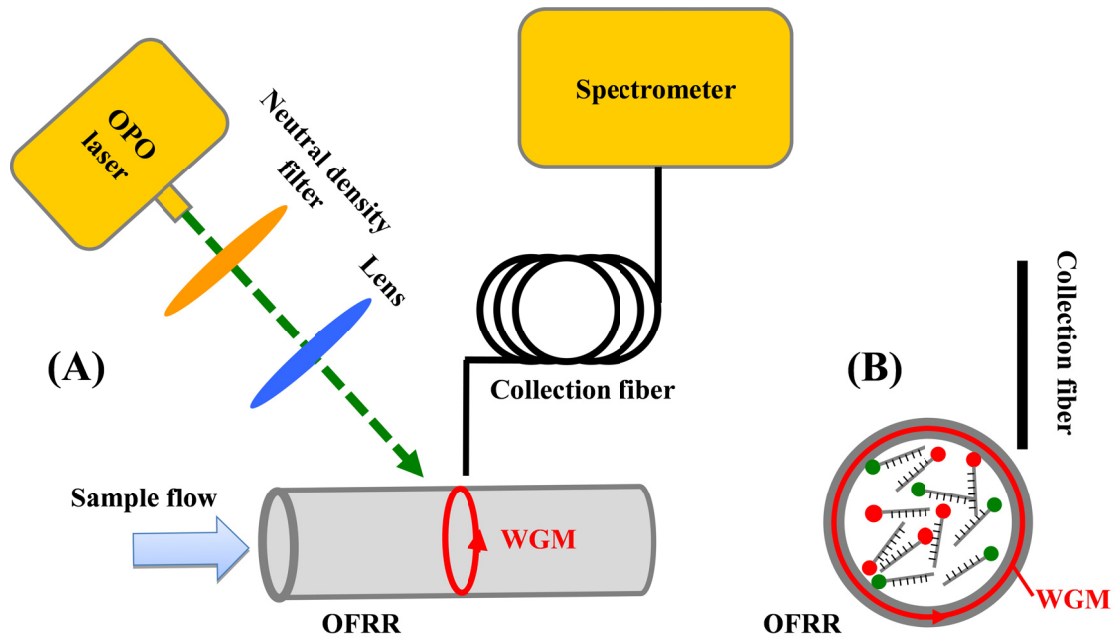 OPO
laser
Neutral density
filter
Lens
Spectrometer
Collection fiber
(A)
Sample flow
WGM
OFRR
(B)
Collection fiber
WGM
OFRR